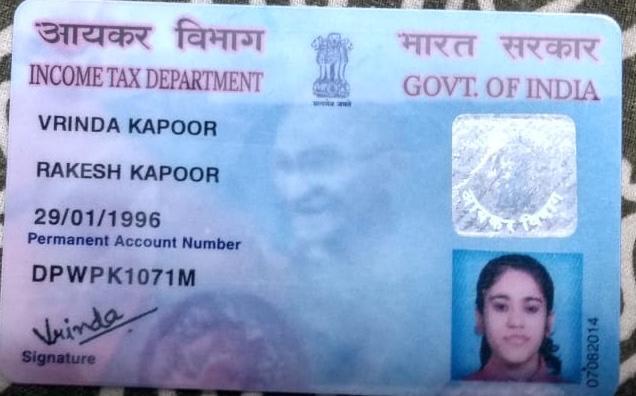 आयकर विभाग
भारत सरकार
INCOME TAX DEPARTMENT
GOVT. OF INDIA
सत्यमेव जयते
VRINDA KAPOOR
RAKESH KAPOOR
29/01/1996
Permanent Account Number
DPWPK1071M
Vrinda
Signature
07082014